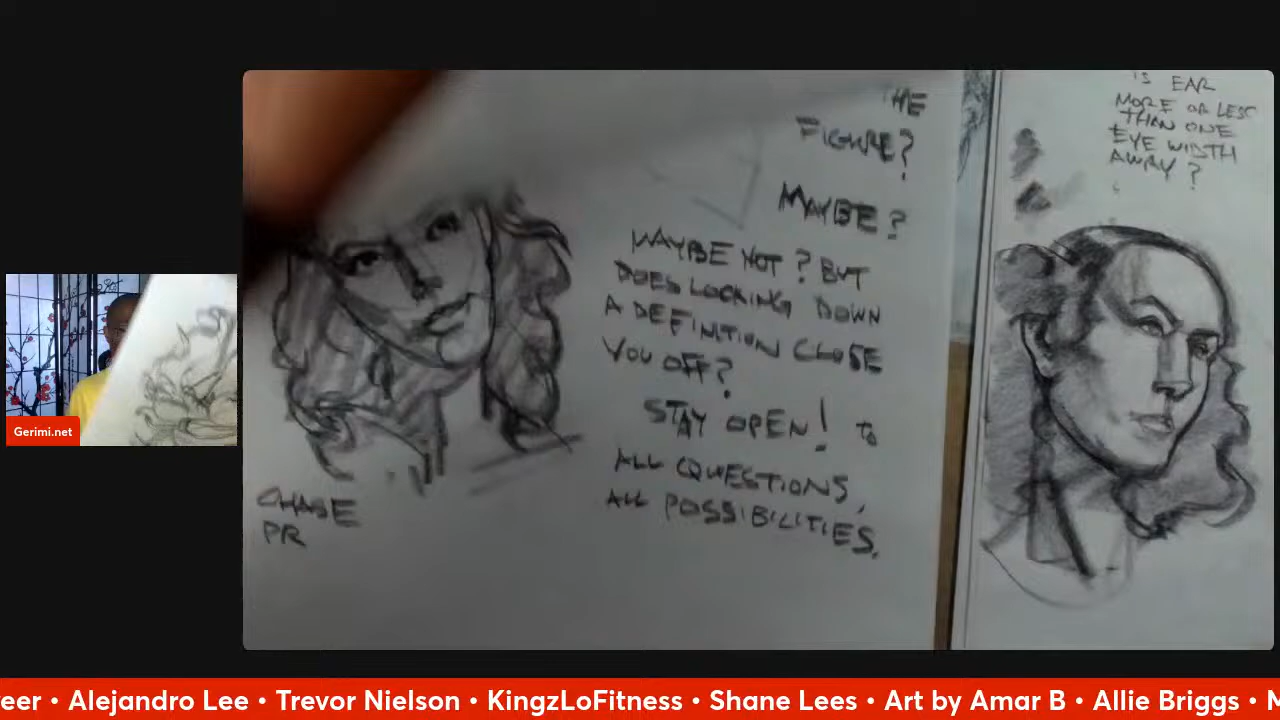 THE
FIGURE?
MAYBE?
MAYBE NOT? BUT
DOES LOCKING DOWN
A DEFINTION CLOSE
YOU OFF?
STAY OPEN! TO
ALL QUESTIONS,
ALL POSSIBILITIES.
CHASE
PR
IS EAR
MORE OR LESS
THAN ONE
EYE WIDTH
AWAY?
Gerimi.net
eer • Alejandro Lee • Trevor Nielson • KingzLoFitness • Shane Lees • Art by Amar B • Allie Briggs •